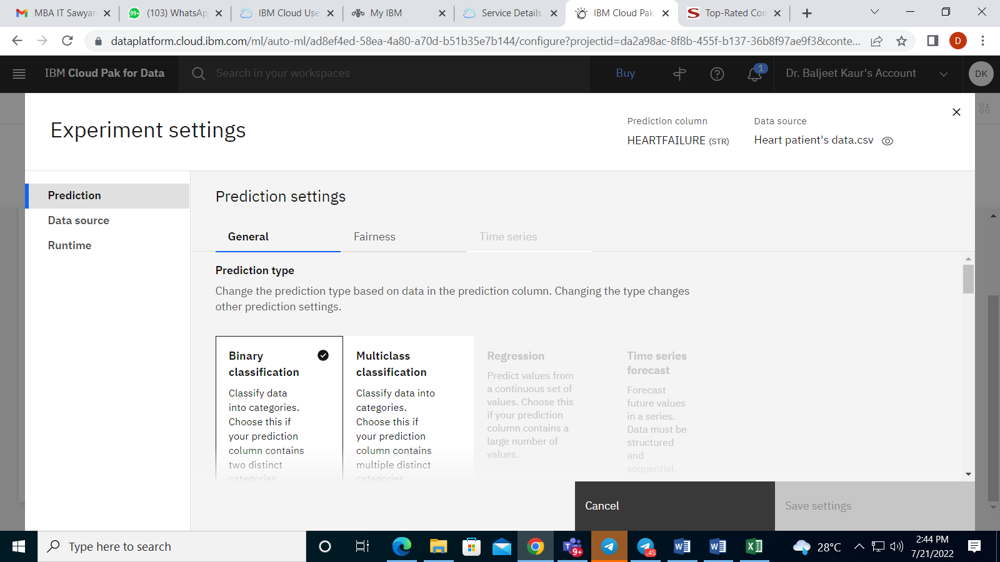 MBA IT Sawyar
99+ (103) WhatsAp
IBM Cloud Use
My IBM
Service Details
IBM Cloud Pak
S Top-Rated Con
dataplatform.cloud.ibm.com/ml/auto-ml/ad8ef4ed-58ea-4a80-a70d-b51b35e7b144/configure?projectid=da2a98ac-8f8b-455f-b137-36b8f97ae9f3&conte...
D
IBM Cloud Pak for Data
Search in your workspaces
Buy
1
Dr. Baljeet Kaur's Account
DK
Experiment settings
Prediction column
HEARTFAILURE (STR)
Data source
Heart patient's data.csv
Prediction
Data source
Runtime
Prediction settings
General
Fairness
Time series
Prediction type
Change the prediction type based on data in the prediction column. Changing the type changes
other prediction settings.
Binary
classification
Classify data
into categories.
Choose this if
your prediction
column contains
two distinct
categories.
Multiclass
classification
Classify data into
categories.
Choose this if
your prediction
column contains
multiple distinct
categories.
Regression
Predict values from
a continuous set of
values. Choose this
if your prediction
column contains a
large number of
values.
Time series
forecast
Forecast
future values
in a series.
Data must be
structured
and
sequential.
Cancel
Save settings
Type here to search
9+
.45
28°C
2:44 PM
7/21/2022